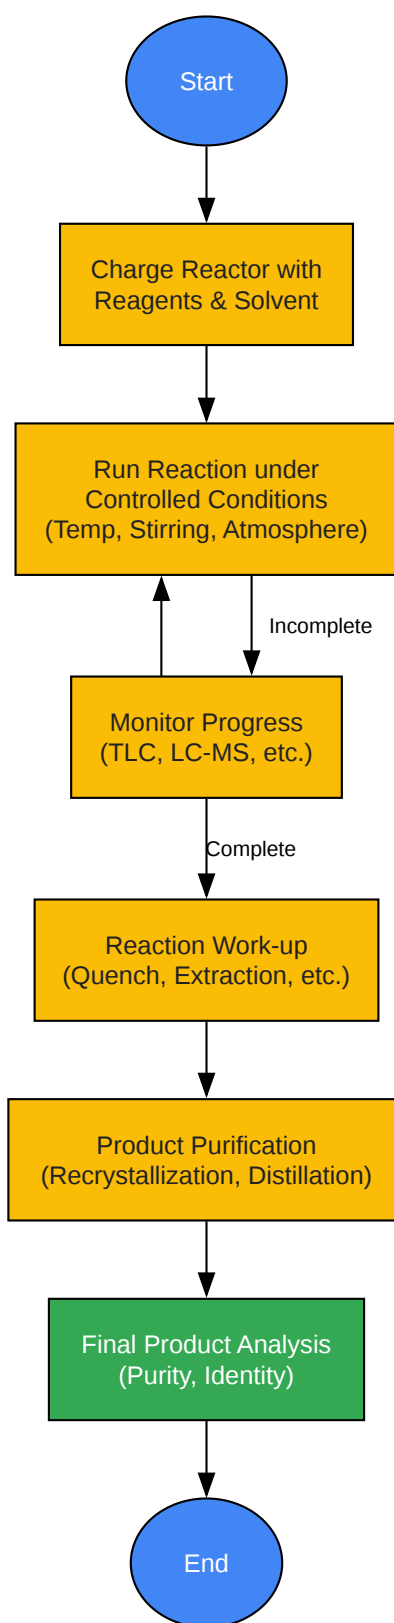 Start
Charge Reactor with
Reagents & Solvent
Run Reaction under
Controlled Conditions
(Temp, Stirring, Atmosphere)
Incomplete
Monitor Progress
(TLC, LC-MS, etc.)
Complete
Reaction Work-up
(Quench, Extraction, etc.)
Product Purification
(Recrystallization, Distillation)
Final Product Analysis
(Purity, Identity)
End